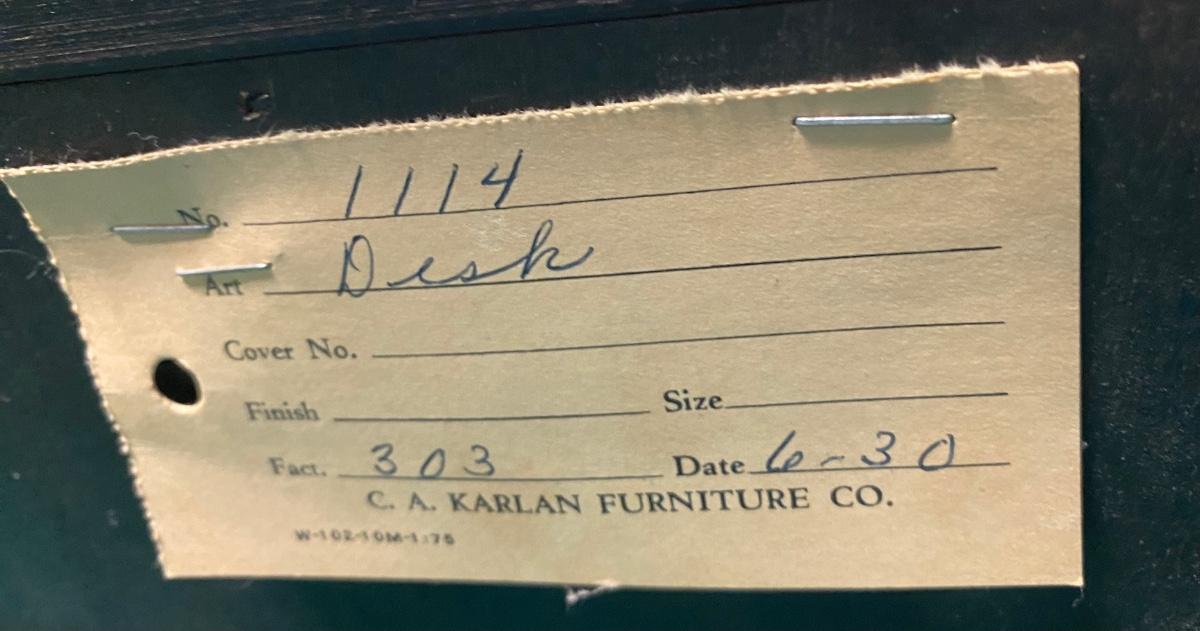 No. 1114
Art Desk
Cover No.
Finish Size
Fact. 303 Date 6-30
C. A. KARLAN FURNITURE CO.
W-102-10M-1-75